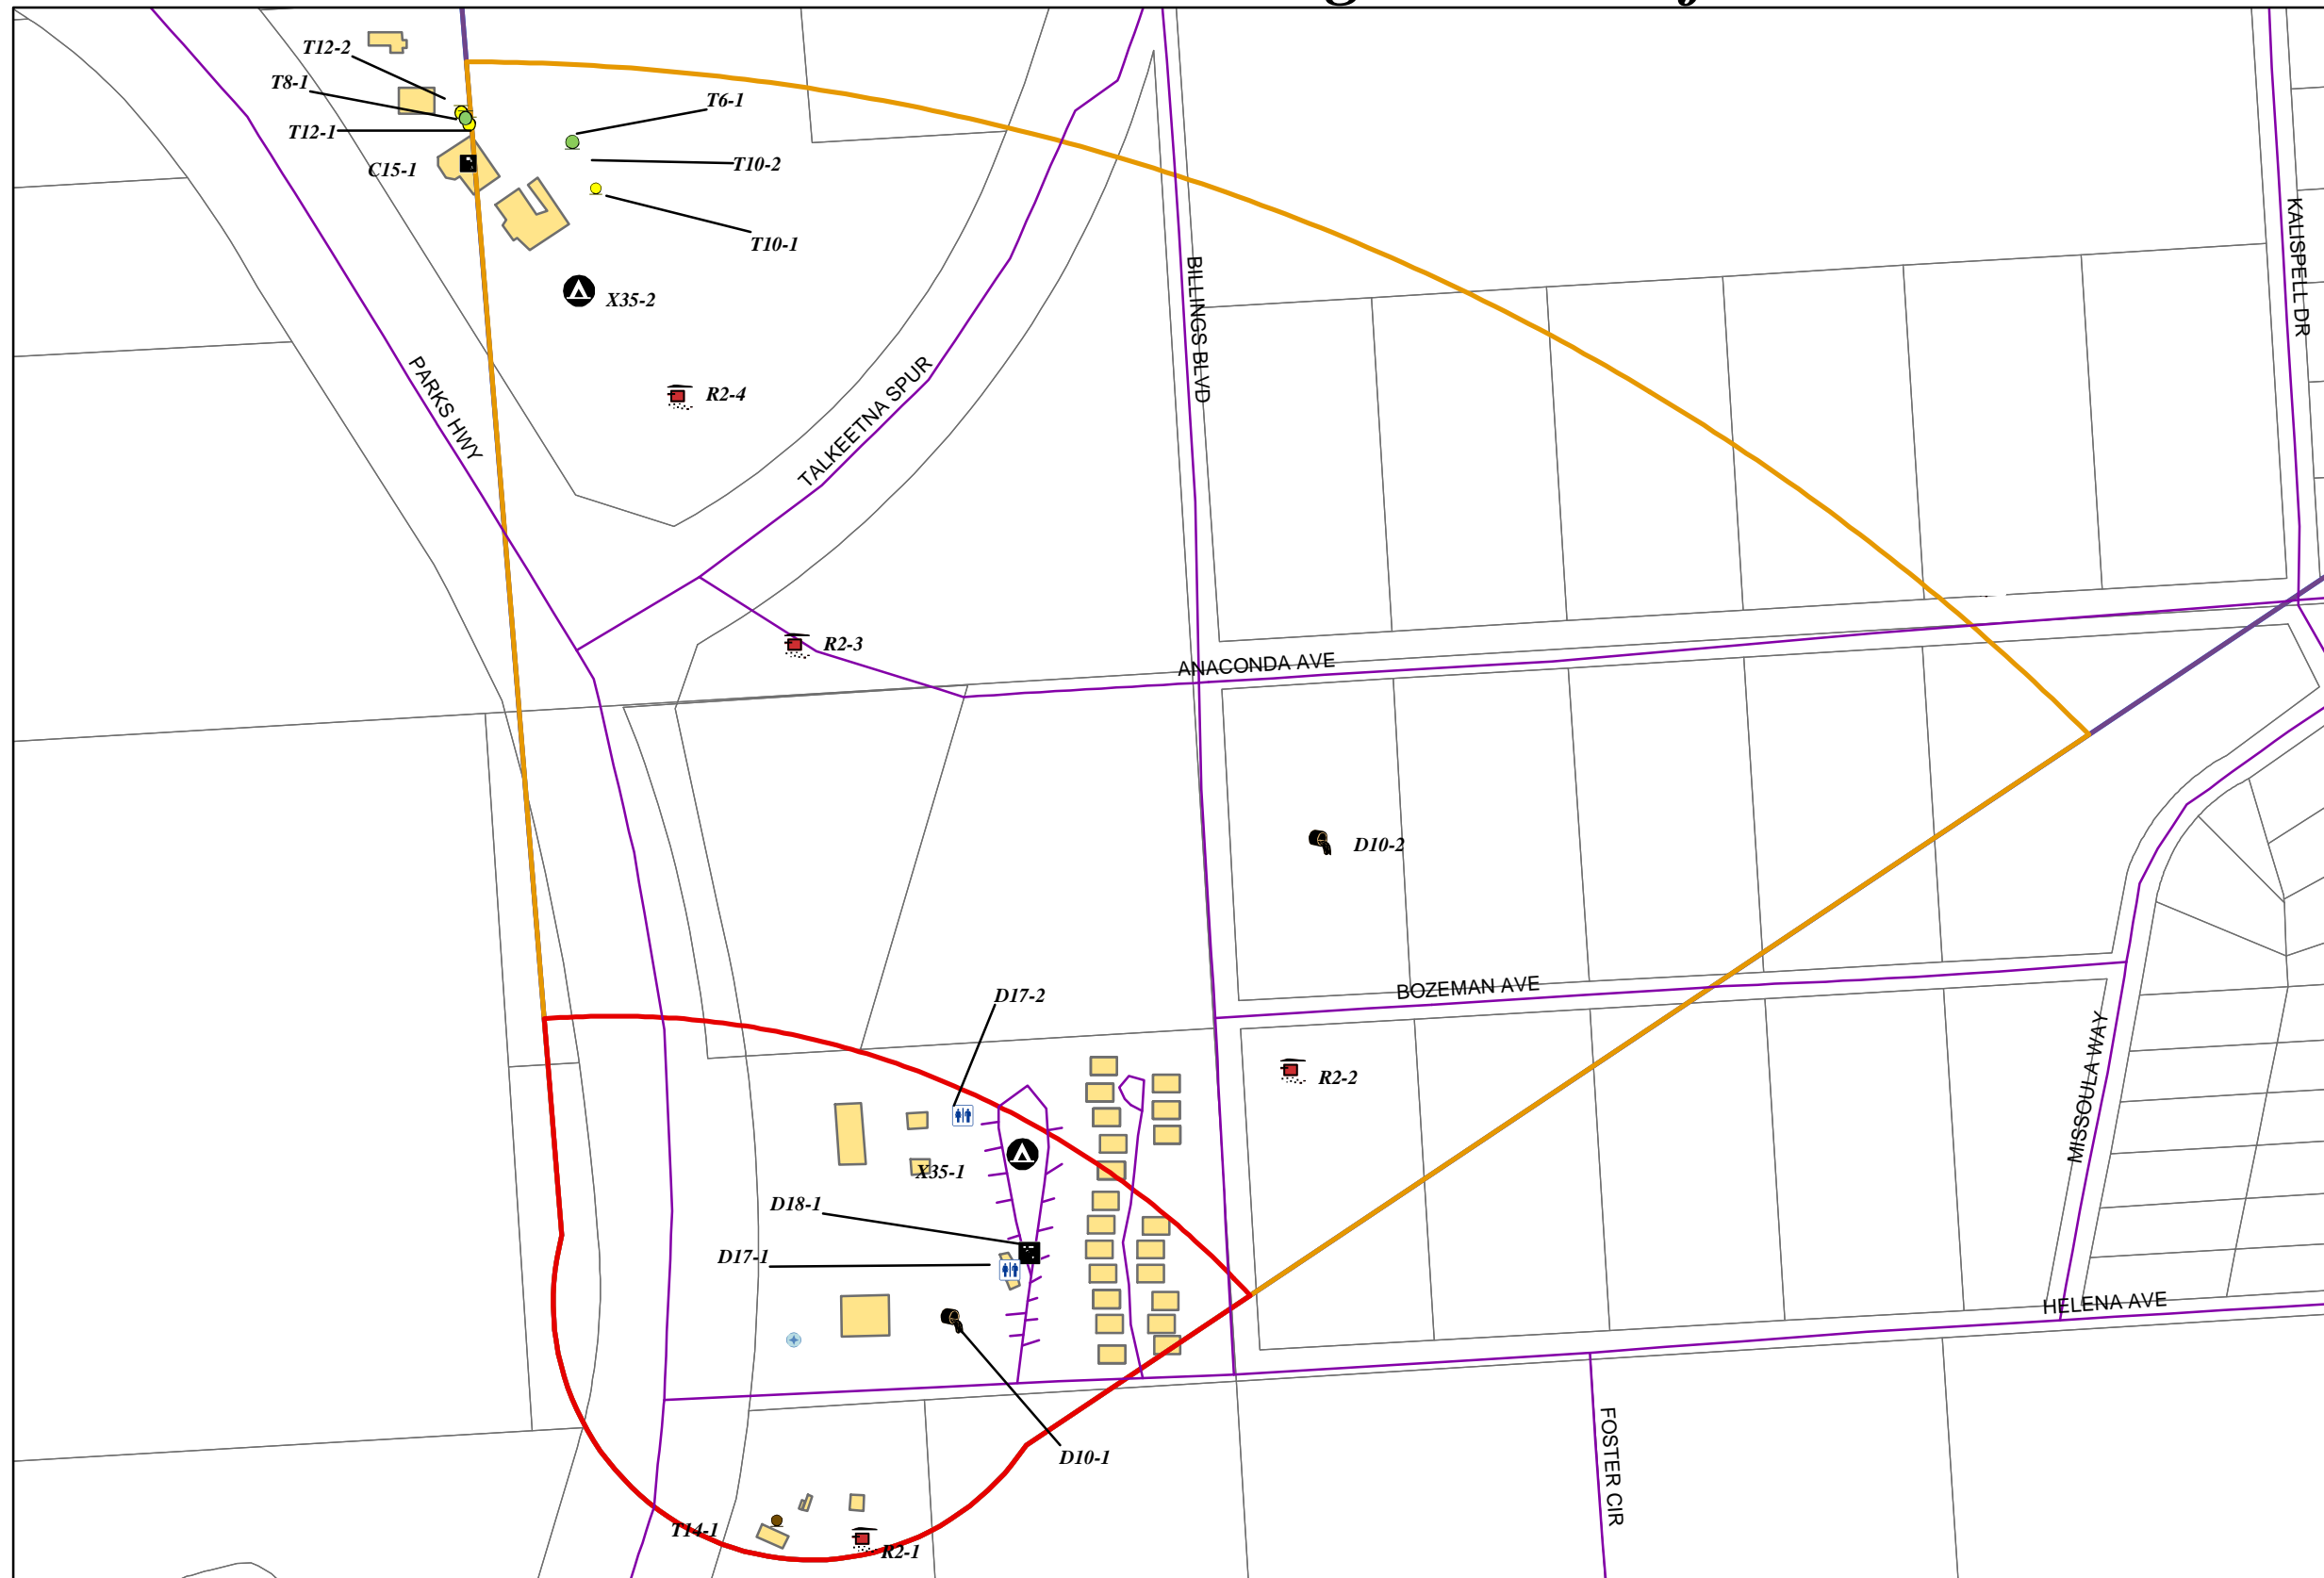 T12-2
T8-1
T6-1
T12-1
T10-2
C15-1
T10-1
X35-2
KALISPELL DR
BILLINGS BLVD
PARKS HWY
R2-4
TALKEETNA SPUR
R2-3
ANACONDA AVE
D10-2
BOZEMAN AVE
D17-2
R2-2
MISSOULA WAY
X35-1
D18-1
D17-1
HELENA AVE
FOSTER CIR
D10-1
T14-1
R2-1